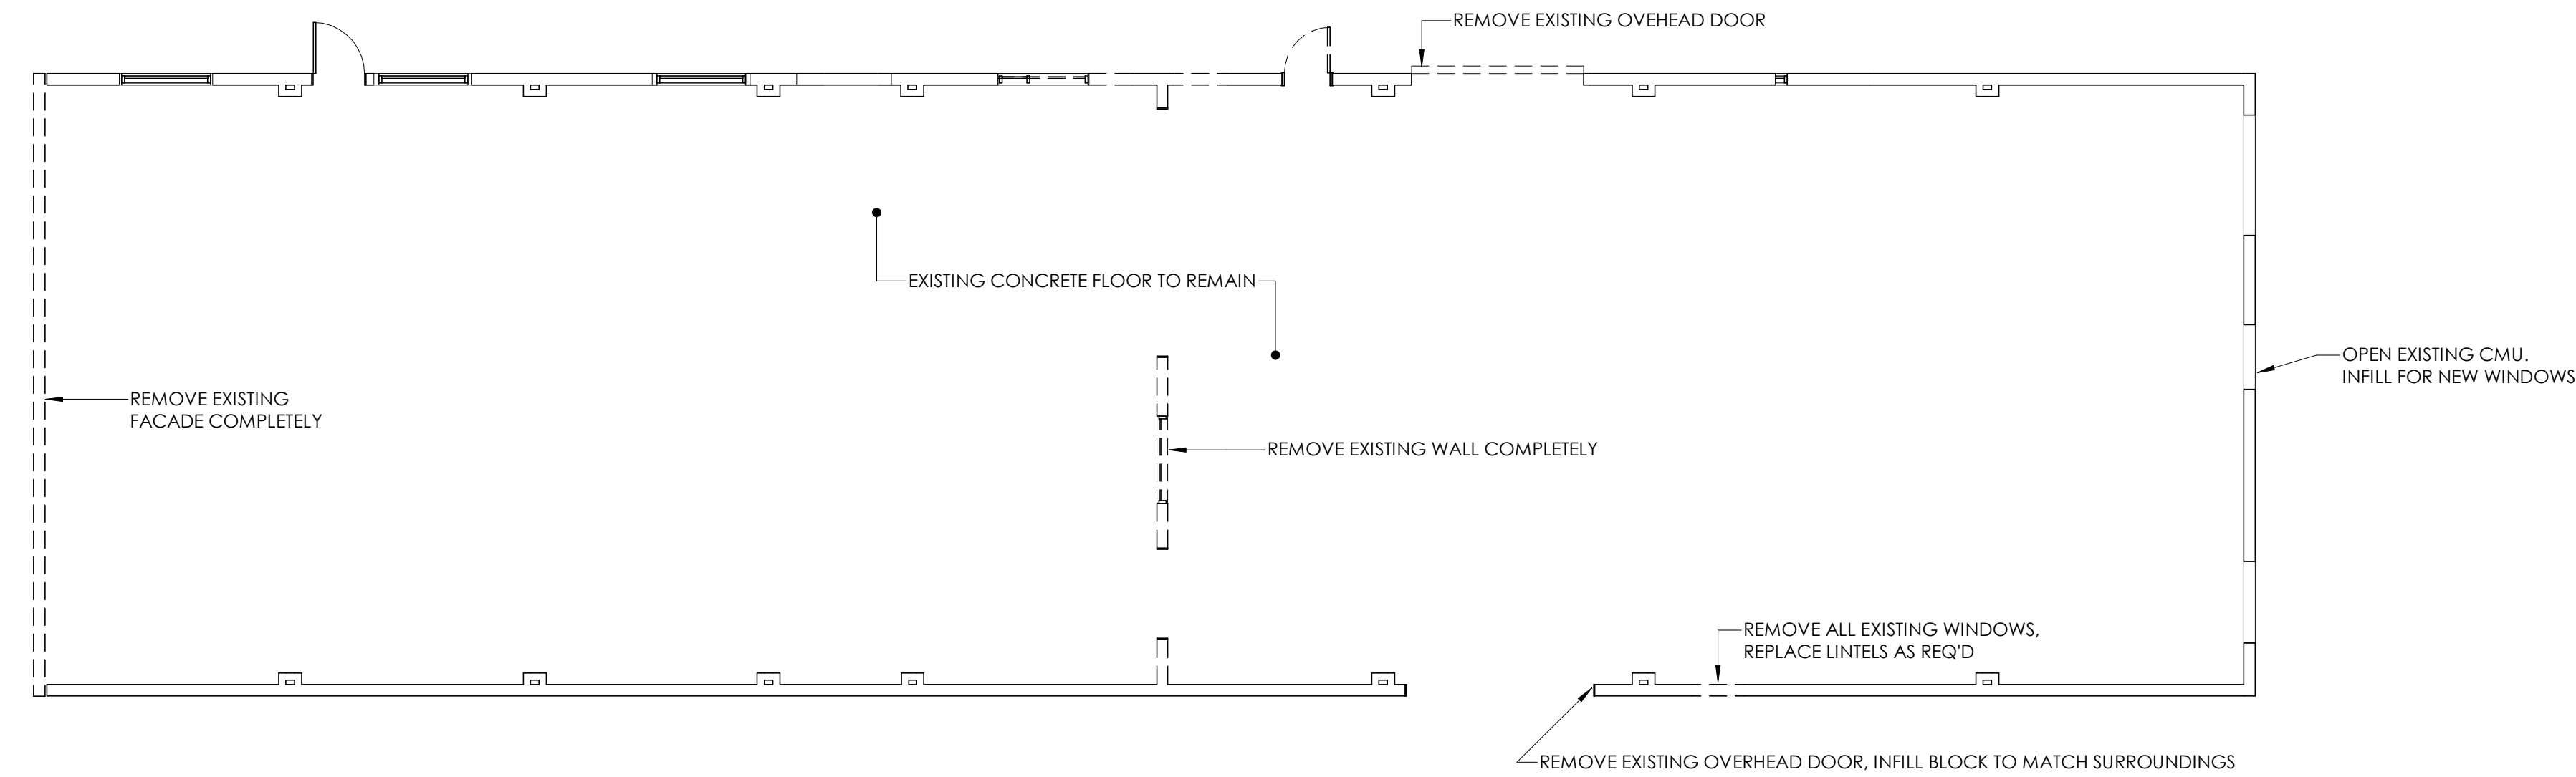 REMOVE EXISTING OVEHEAD DOOR
EXISTING CONCRETE FLOOR TO REMAIN
OPEN EXISTING CMU.
INFILL FOR NEW WINDOWS
REMOVE EXISTING
FACADE COMPLETELY
REMOVE EXISTING WALL COMPLETELY
REMOVE ALL EXISTING WINDOWS,
REPLACE LINTELS AS REQ'D
REMOVE EXISTING OVERHEAD DOOR, INFILL BLOCK TO MATCH SURROUNDINGS